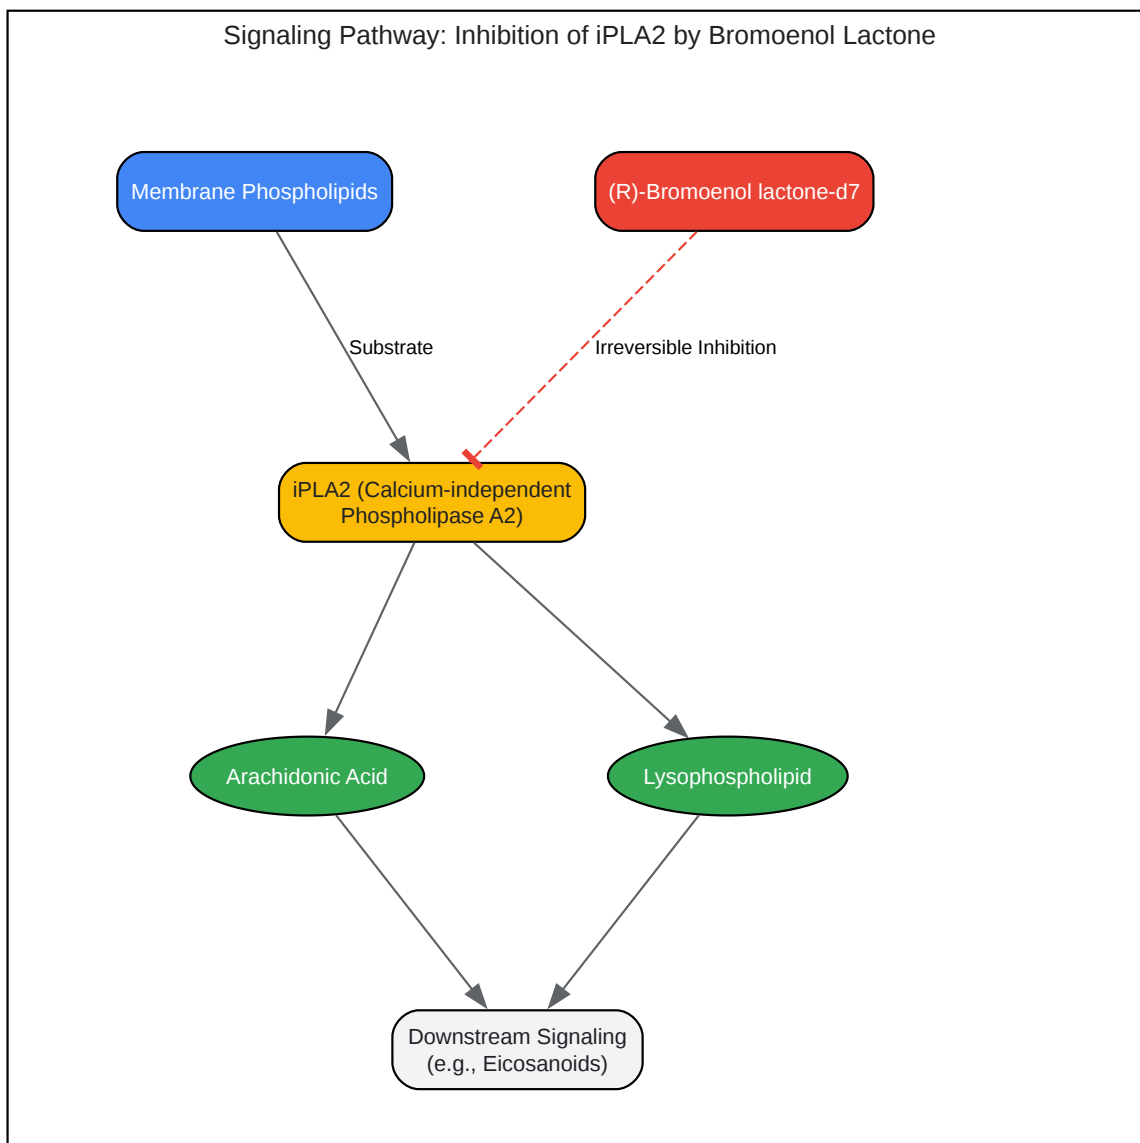 Signaling Pathway: Inhibition of iPLA2 by Bromoenol Lactone
Membrane Phospholipids
(R)-Bromoenol lactone-d7
Substrate
Irreversible Inhibition
iPLA2 (Calcium-independent
Phospholipase A2)
Arachidonic Acid
Lysophospholipid
Downstream Signaling
(e.g., Eicosanoids)